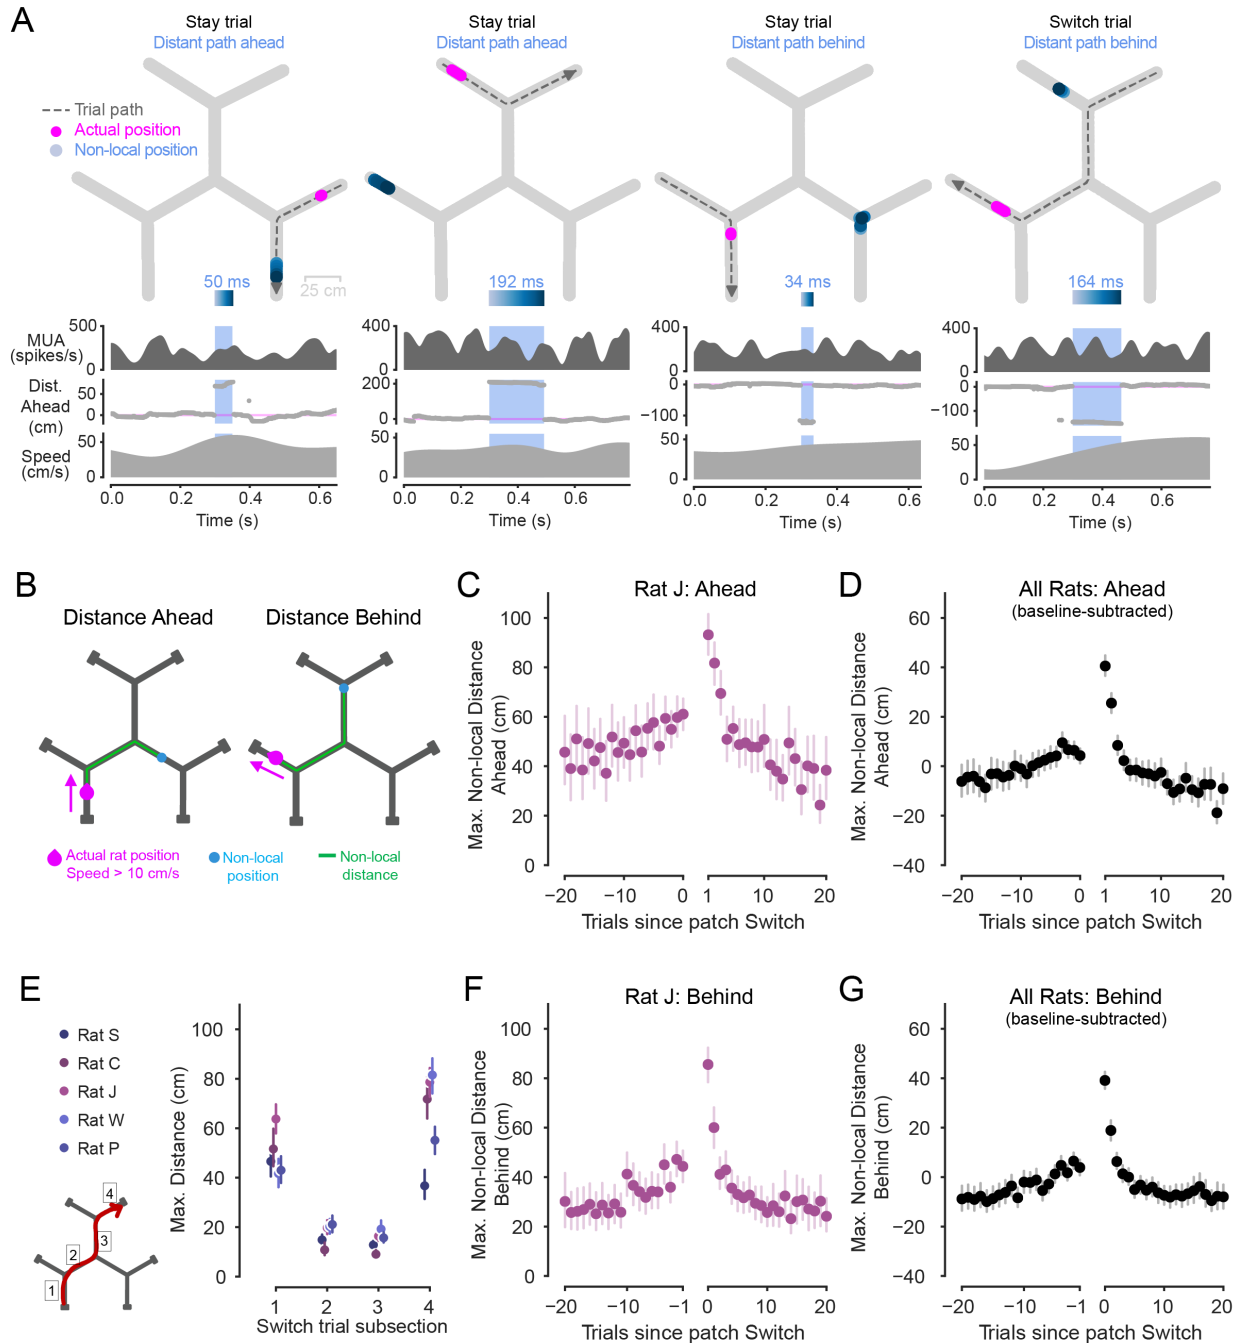 A
Stay trial
Distant path ahead
Stay trial
Distant path ahead
Stay trial
Distant path behind
Switch trial
Distant path behind
Trial path
Actual position
Non-local position
50 ms
25 cm
192 ms
34 ms
164 ms
MUA
(spikes/s)
500
0
400
0
400
0
400
0
Dist.
Ahead
(cm)
50
0
200
0
0
−100
0
−100
Speed
(cm/s)
50
0
50
0
50
0
50
0
0.0 0.2 0.4 0.6
Time (s)
0.0 0.2 0.4 0.6
Time (s)
0.0 0.2 0.4 0.6
Time (s)
0.0 0.2 0.4 0.6
Time (s)
B
Distance Ahead
Distance Behind
Actual rat position
Speed > 10 cm/s
Non-local
position
Non-local
distance
C
Rat J: Ahead
Max. Non-local Distance
Ahead (cm)
100
80
60
40
20
0
−20 −10 0 1 10 20
Trials since patch Switch
D
All Rats: Ahead
(baseline-subtracted)
Max. Non-local Distance
Ahead (cm)
60
40
20
0
−20
−40
−20 −10 0 1 10 20
Trials since patch Switch
E
Rat S
Rat C
Rat J
Rat W
Rat P
1
2
3
4
Max. Distance (cm)
100
80
60
40
20
0
1 2 3 4
Switch trial subsection
F
Rat J: Behind
Max. Non-local Distance
Behind (cm)
100
80
60
40
20
0
−20 −10 −1 0 10 20
Trials since patch Switch
G
All Rats: Behind
(baseline-subtracted)
Max. Non-local Distance
Behind (cm)
60
40
20
0
−20
−40
−20 −10 −1 0 10 20
Trials since patch Switch